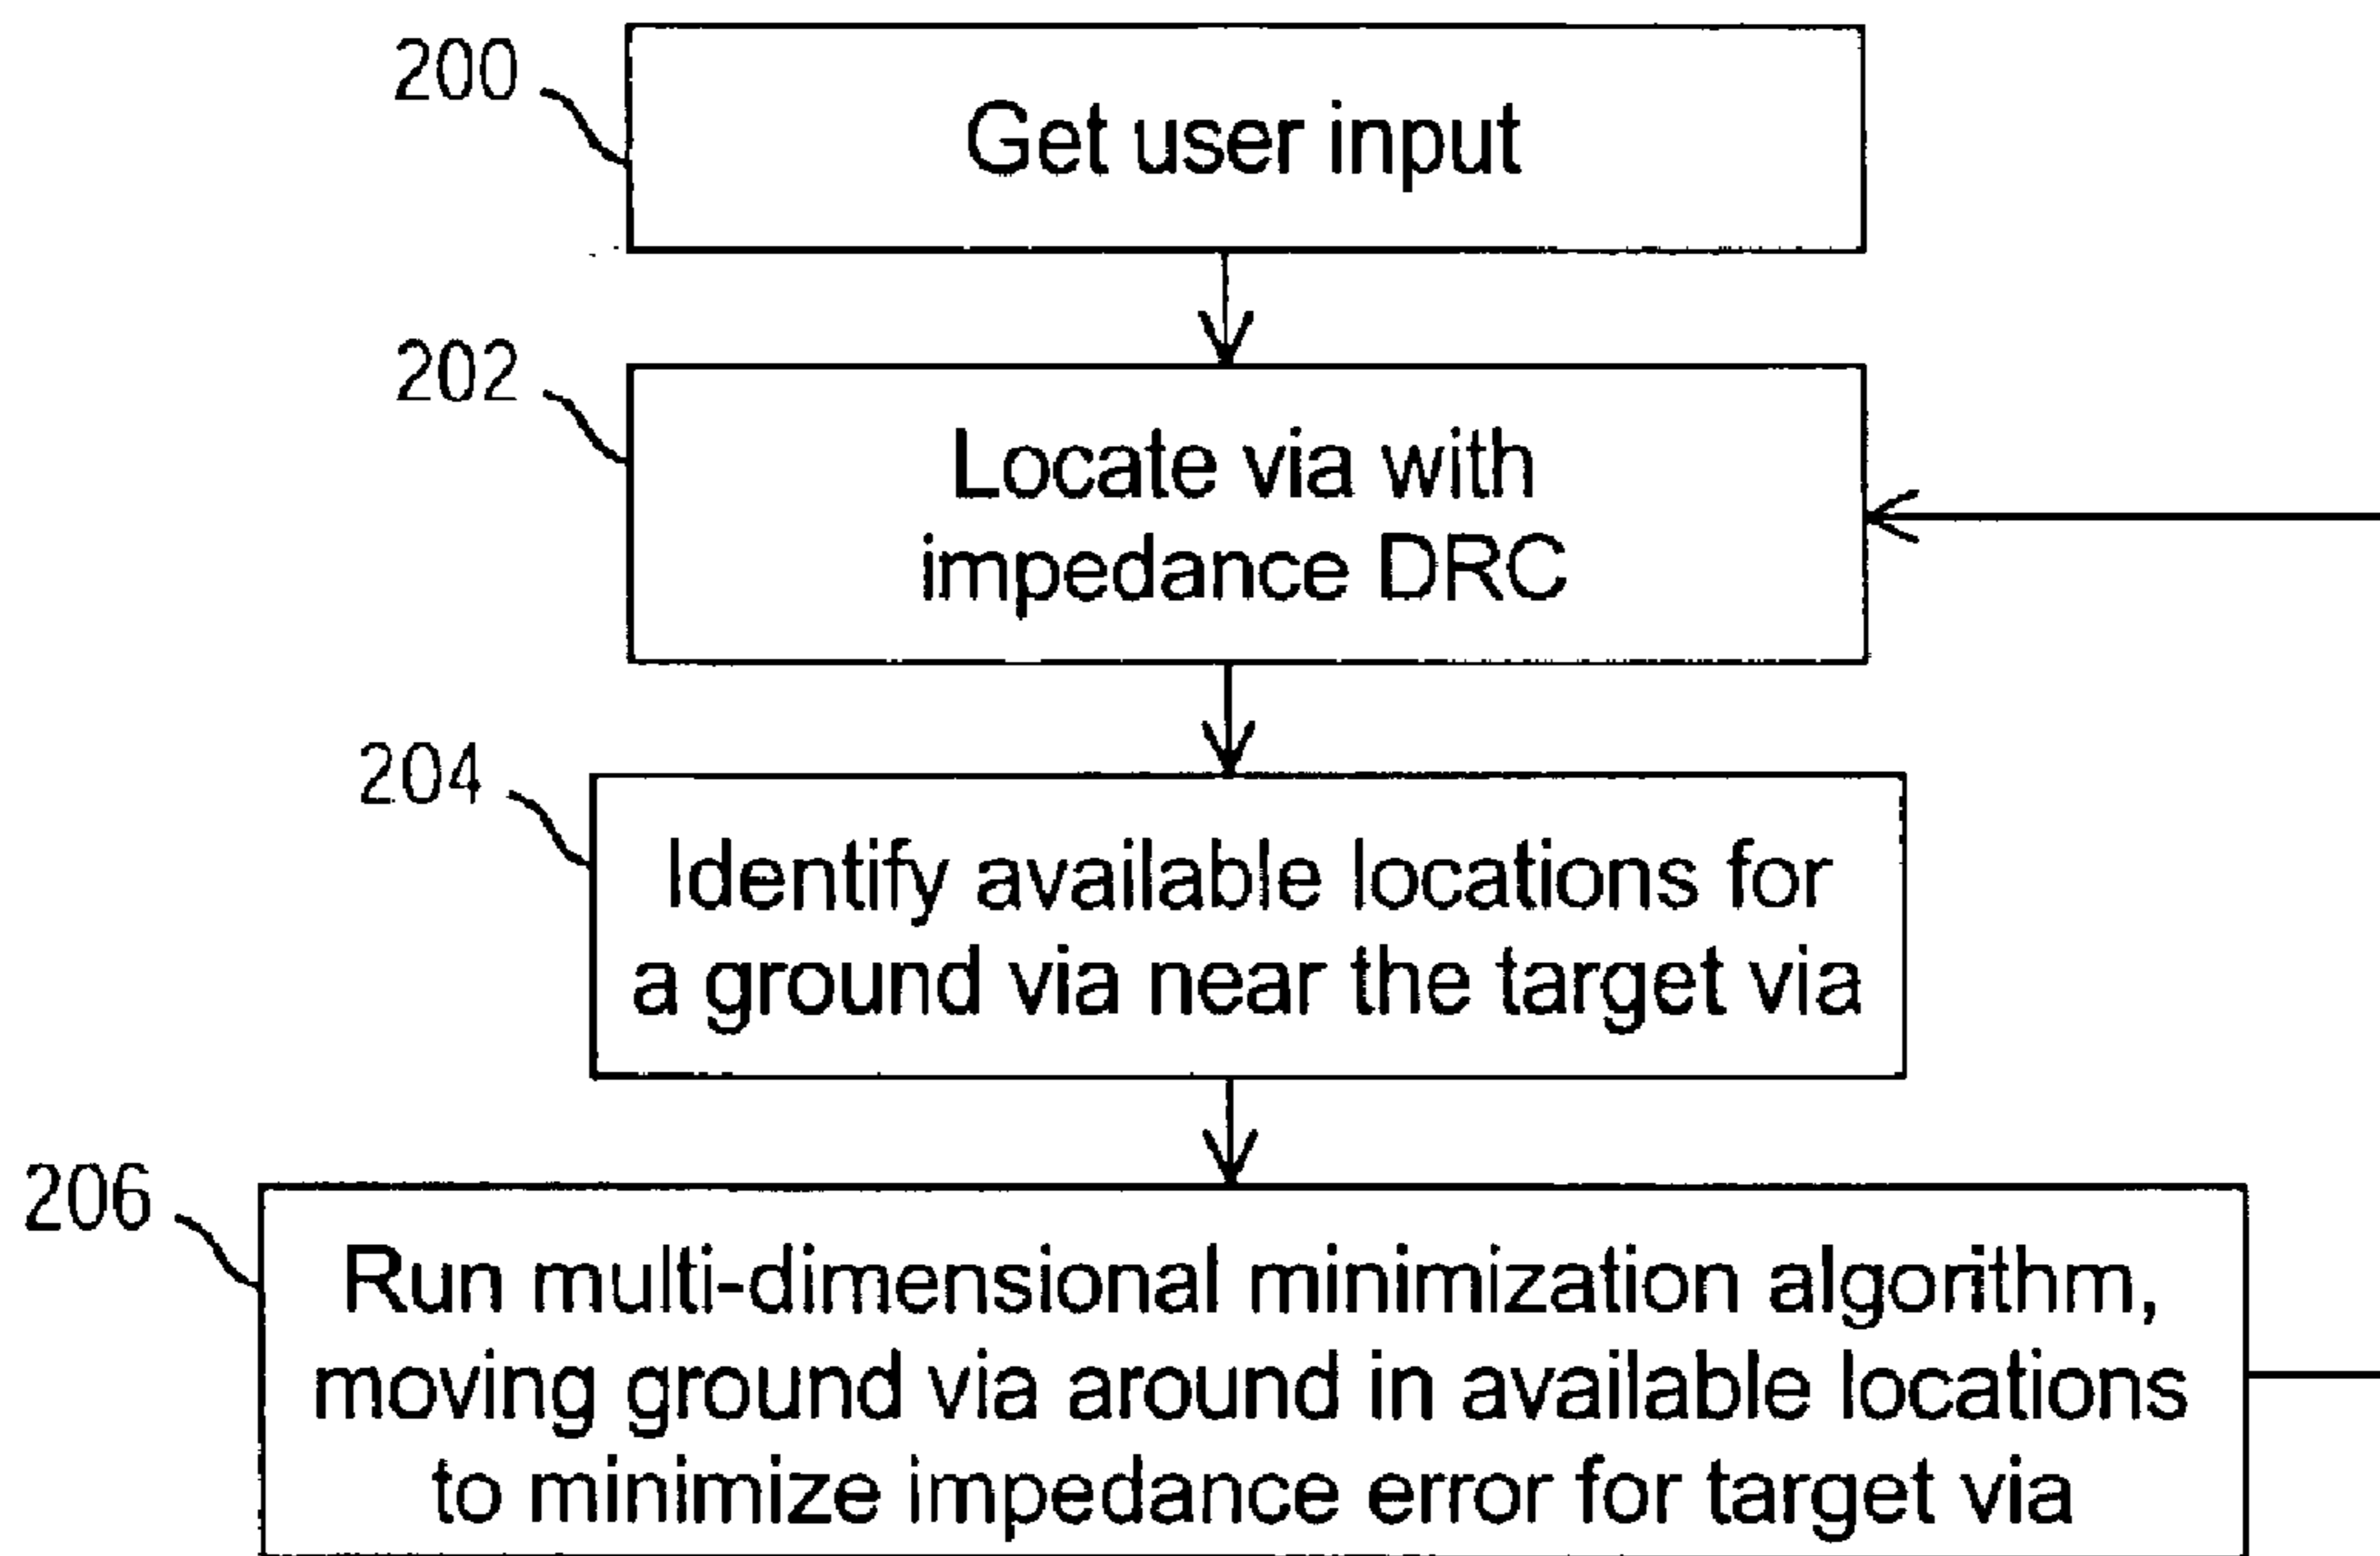 200
Get user input
202
Locate via with
impedance DRC
204
Identify available locations for
a ground via near the target via
206
Run multi-dimensional minimization algorithm,
moving ground via around in available locations
to minimize impedance error for target via